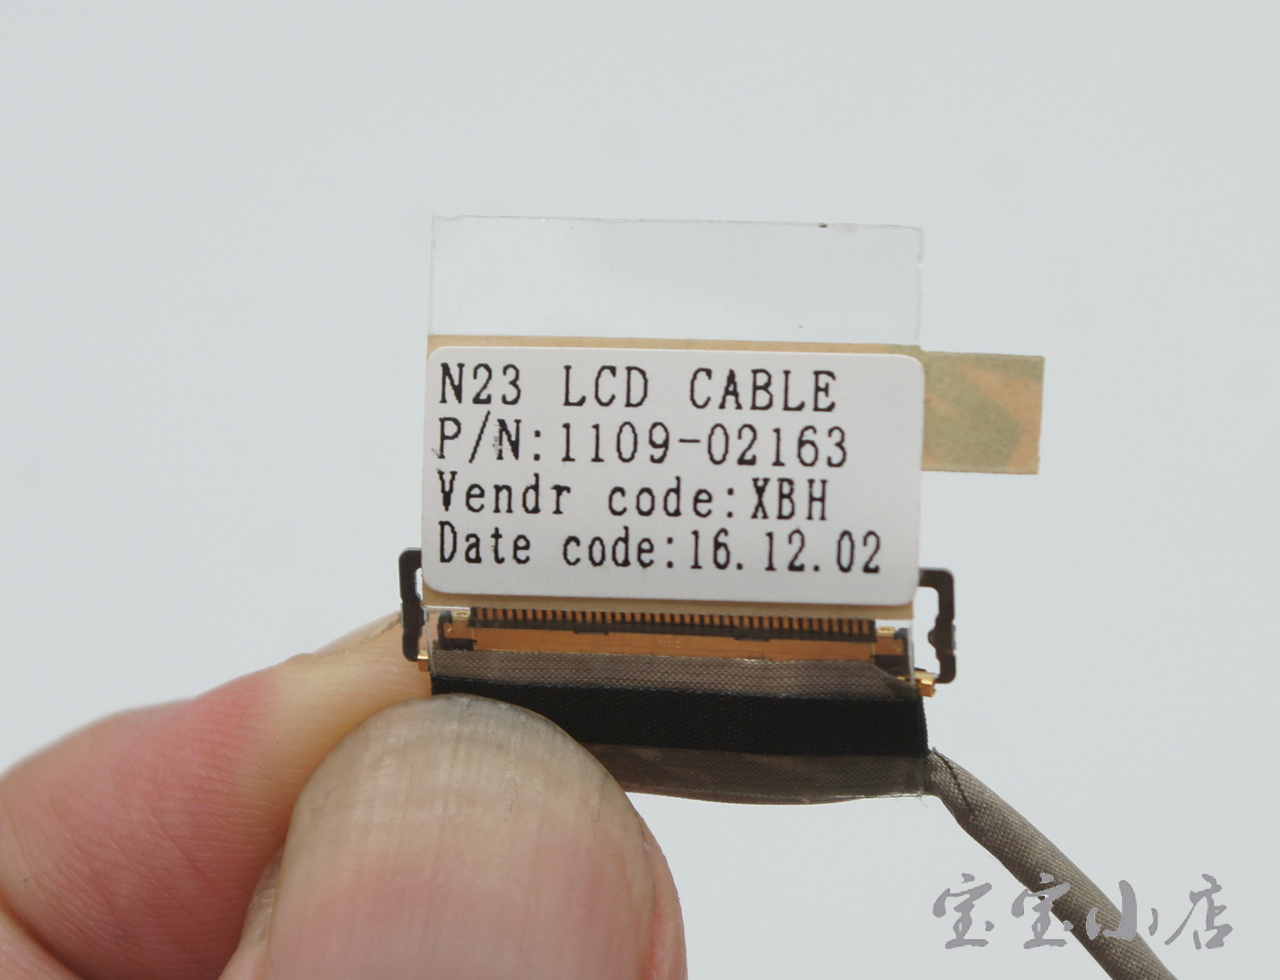 N23 LCD CABLE
P/N:1109-02163
Vendr code:XBH
Date code:16.12.02
宝宝小店